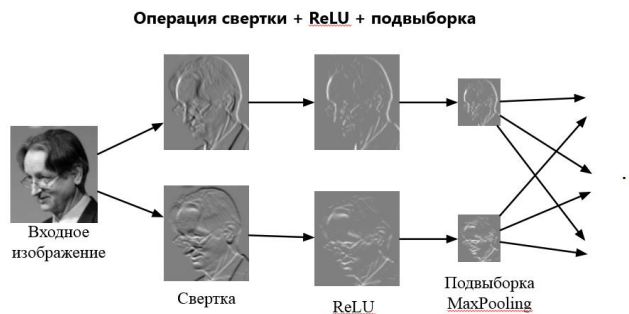 Операция свертки + ReLU + подвыборка
Входное
изображение
Свертка
ReLU
Подвыборка
MaxPooling
.